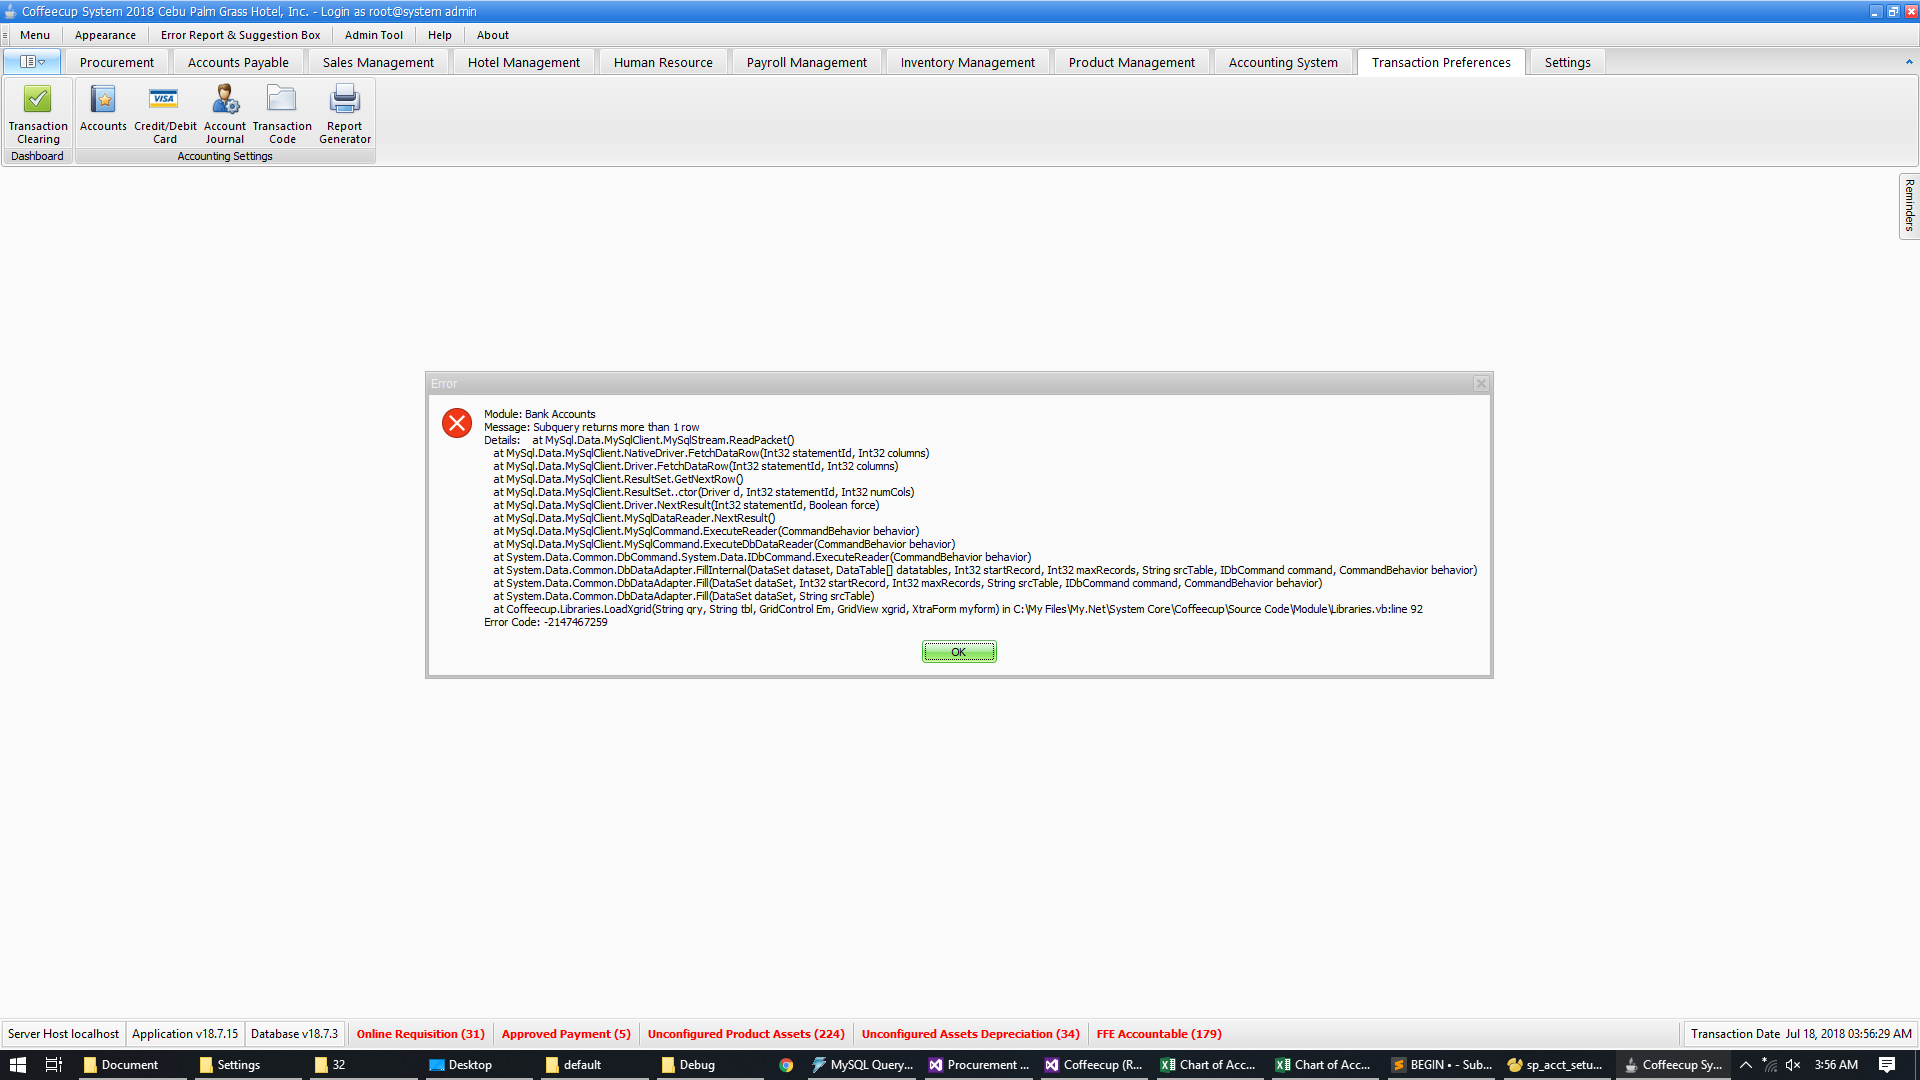 Coffeecup System 2018 Cebu Palm Grass Hotel, Inc. - Login as root@system admin
Menu Appearance Error Report & Suggestion Box Admin Tool Help About
Procurement Accounts Payable Sales Management Hotel Management Human Resource Payroll Management Inventory Management Product Management Accounting System Transaction Preferences Settings
VISA
Transaction Clearing
Accounts
Credit/Debit Card
Account Journal
Transaction Code
Report Generator
Dashboard Accounting Settings
Reminders
Error
Module: Bank Accounts
Message: Subquery returns more than 1 row
Details:    at MySql.Data.MySqlClient.MySqlStream.ReadPacket()
at MySql.Data.MySqlClient.NativeDriver.FetchDataRow(Int32 statementId, Int32 columns)
at MySql.Data.MySqlClient.Driver.FetchDataRow(Int32 statementId, Int32 columns)
at MySql.Data.MySqlClient.ResultSet.GetNextRow()
at MySql.Data.MySqlClient.ResultSet..ctor(Driver d, Int32 statementId, Int32 numCols)
at MySql.Data.MySqlClient.Driver.NextResult(Int32 statementId, Boolean force)
at MySql.Data.MySqlClient.MySqlDataReader.NextResult()
at MySql.Data.MySqlClient.MySqlCommand.ExecuteReader(CommandBehavior behavior)
at MySql.Data.MySqlClient.MySqlCommand.ExecuteDbDataReader(CommandBehavior behavior)
at System.Data.Common.DbCommand.System.Data.IDbCommand.ExecuteReader(CommandBehavior behavior)
at System.Data.Common.DbDataAdapter.FillInternal(DataSet dataset, DataTable[] datatables, Int32 startRecord, Int32 maxRecords, String srcTable, IDbCommand command, CommandBehavior behavior)
at System.Data.Common.DbDataAdapter.Fill(DataSet dataSet, Int32 startRecord, Int32 maxRecords, String srcTable, IDbCommand command, CommandBehavior behavior)
at System.Data.Common.DbDataAdapter.Fill(DataSet dataSet, String srcTable)
at Coffeecup.Libraries.LoadXgrid(String qry, String tbl, GridControl Em, GridView xgrid, XtraForm myform) in C:\My Files\My.Net\System Core\Coffeecup\Source Code\Module\Libraries.vb:line 92
Error Code: -2147467259
OK
Server Host localhost Application v18.7.15 Database v18.7.3 Online Requisition (31) Approved Payment (5) Unconfigured Product Assets (224) Unconfigured Assets Depreciation (34) FFE Accountable (179) Transaction Date Jul 18, 2018 03:56:29 AM
Document Settings 32 Desktop default Debug MySQL Query... Procurement ... Coffeecup (R... Chart of Acc... Chart of Acc... BEGIN • - Sub... sp_acct_setu... Coffeecup Sy... 3:56 AM